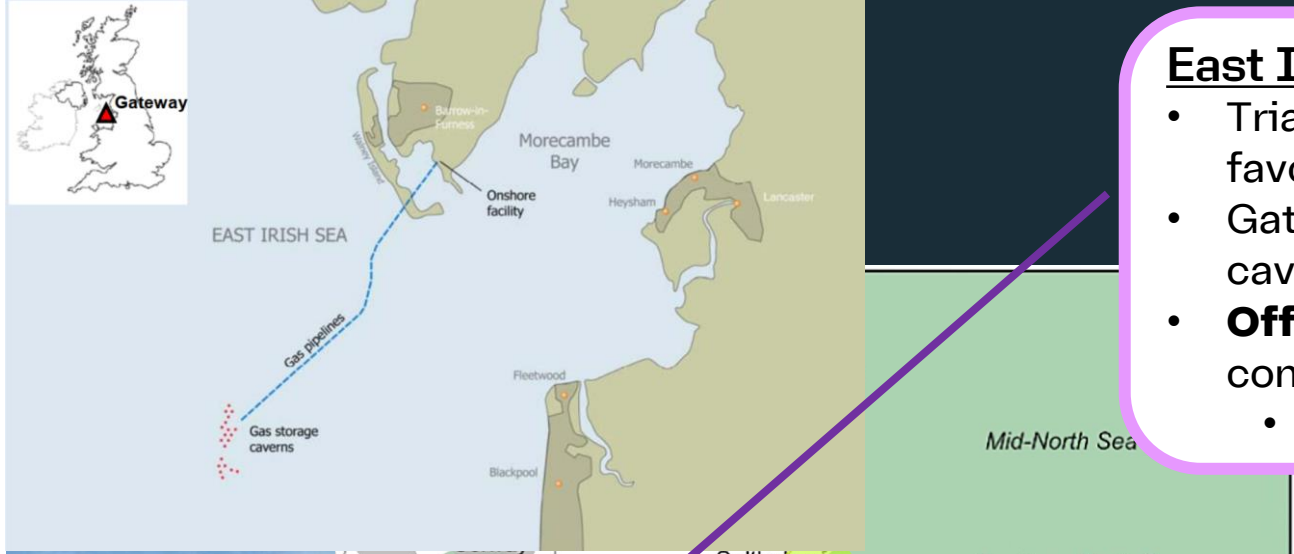 Gateway
Barrow-in-
Furness
Walney Island
Morecambe
Bay
Morecambe
Onshore
facility
Heysham
Lancaster
EAST IRISH SEA
Gas pipelines
Fleetwood
Gas storage
caverns
Blackpool
East I
• Tria
favo
• Gat
cav
• Off
con
•
Mid-North Sea